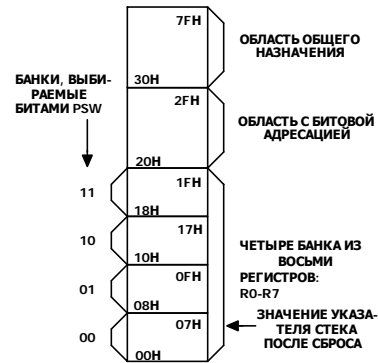 7FH
ОБЛАСТЬ ОБЩЕГО
НАЗНАЧЕНИЯ
БАНКИ, ВЫБИ-
РАЕМЫЕ
БИТАМИ PSW
30H
2FH
ОБЛАСТЬ С БИТОВОЙ
АДРЕСАЦИЕЙ
20H
11
1FH
18H
10
17H
10H
ЧЕТЫРЕ БАНКА ИЗ
ВОСЬМИ
РЕГИСТРОВ:
R0-R7
01
0FH
08H
00
07H
00H
ЗНАЧЕНИЕ УКАЗА-
ТЕЛЯ СТЕКА
ПОСЛЕ СБРОСА